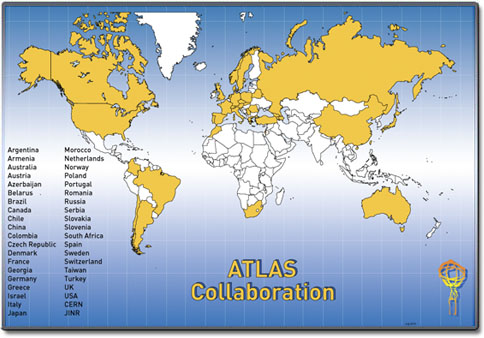 Argentina
Armenia
Australia
Austria
Azerbaijan
Belarus
Brazil
Canada
Chile
China
Colombia
Czech Republic
Denmark
France
Georgia
Germany
Greece
Israel
Italy
Japan
Morocco
Netherlands
Norway
Poland
Portugal
Romania
Russia
Serbia
Slovakia
Slovenia
South Africa
Spain
Sweden
Switzerland
Taiwan
Turkey
UK
USA
CERN
JINR
ATLAS
Collaboration